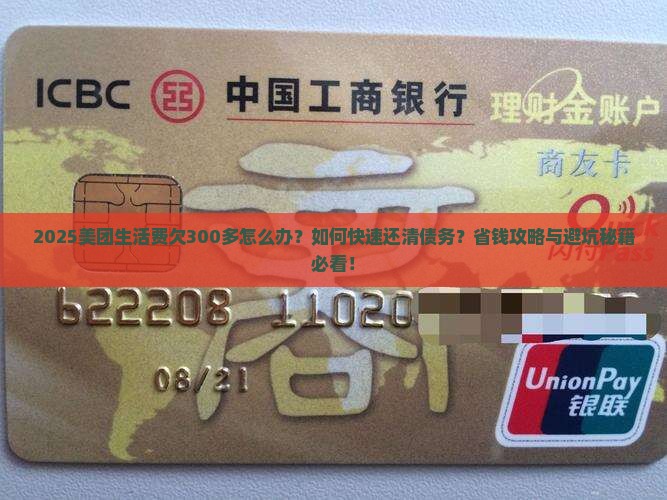 ICBC 中国工商银行
理财金账户
商友卡
商
2025美团生活费欠300多怎么办？如何快速还清债务？省钱攻略与避坑秘籍
必看！
622208 11020
08/21
UnionPay
银联